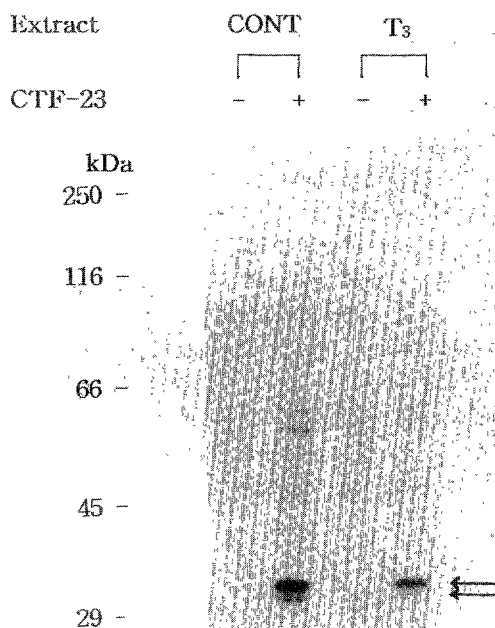 Extract CONT T3
CTF-23 - + - +
kDa
250 -
116 -
66 -
45 -
29 -